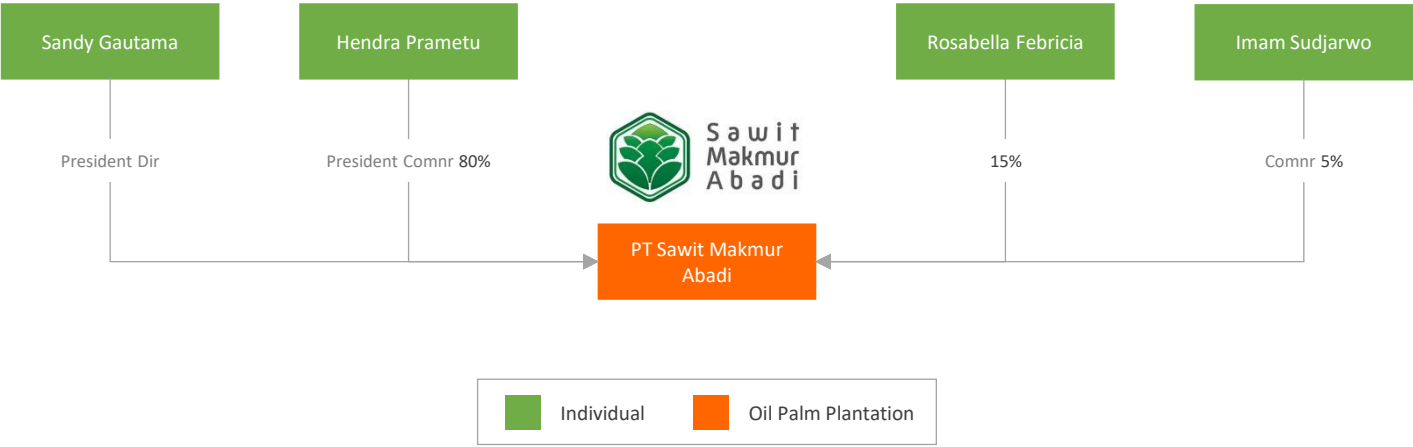 Sandy Gautama
Hendra Prametu
Rosabella Febricia
Imam Sudjarwo
Sawit
Makmur
Abadi
President Dir
President Comnr 80%
15%
Comnr 5%
PT Sawit Makmur
Abadi
Individual
Oil Palm Plantation